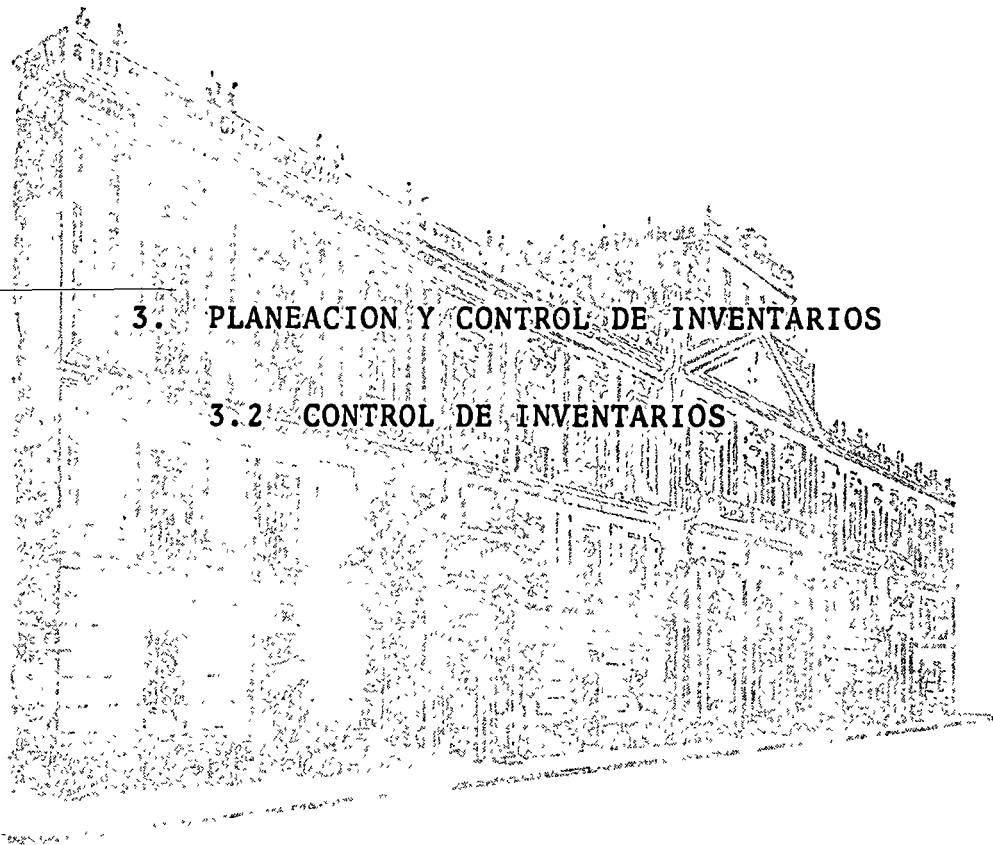 3. PLANEACION Y CONTROL DE INVENTARIOS
3.2 CONTROL DE INVENTARIOS